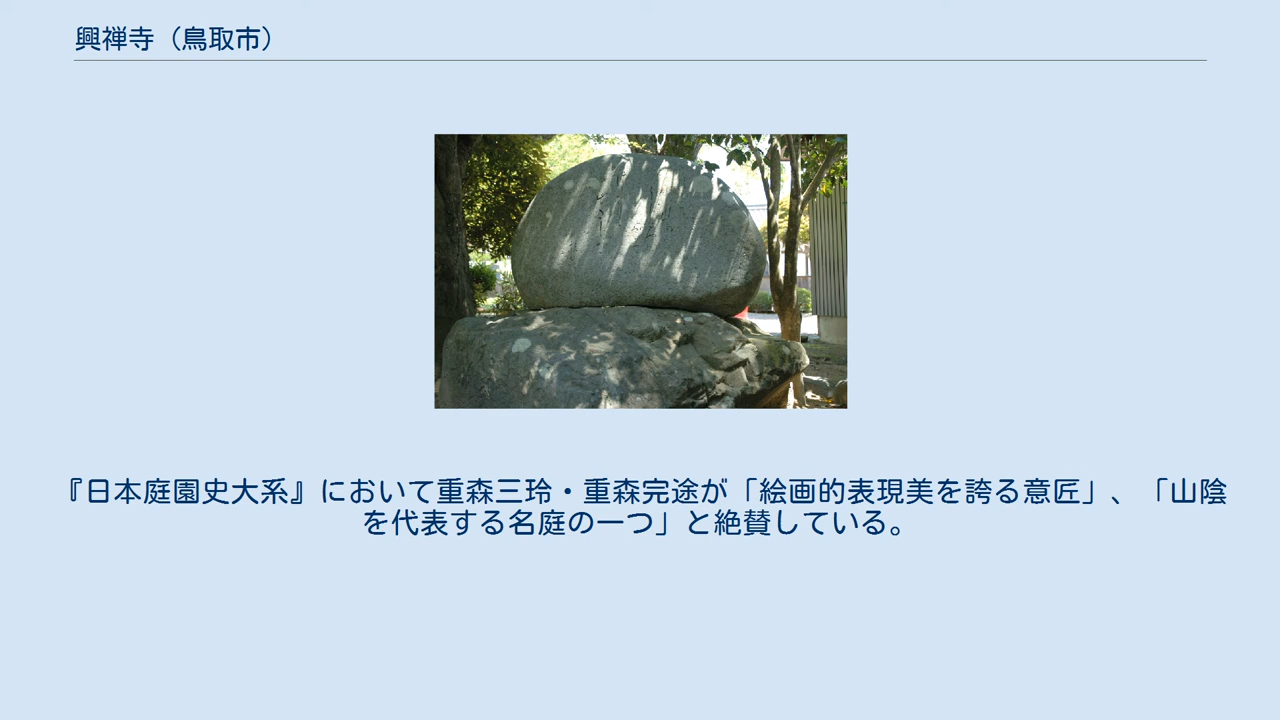 興禅寺（鳥取市）
『日本庭園史大系』において重森三玲・重森完途が「絵画的表現美を誇る意匠」、「山陰
を代表する名庭の一つ」と絶賛している。